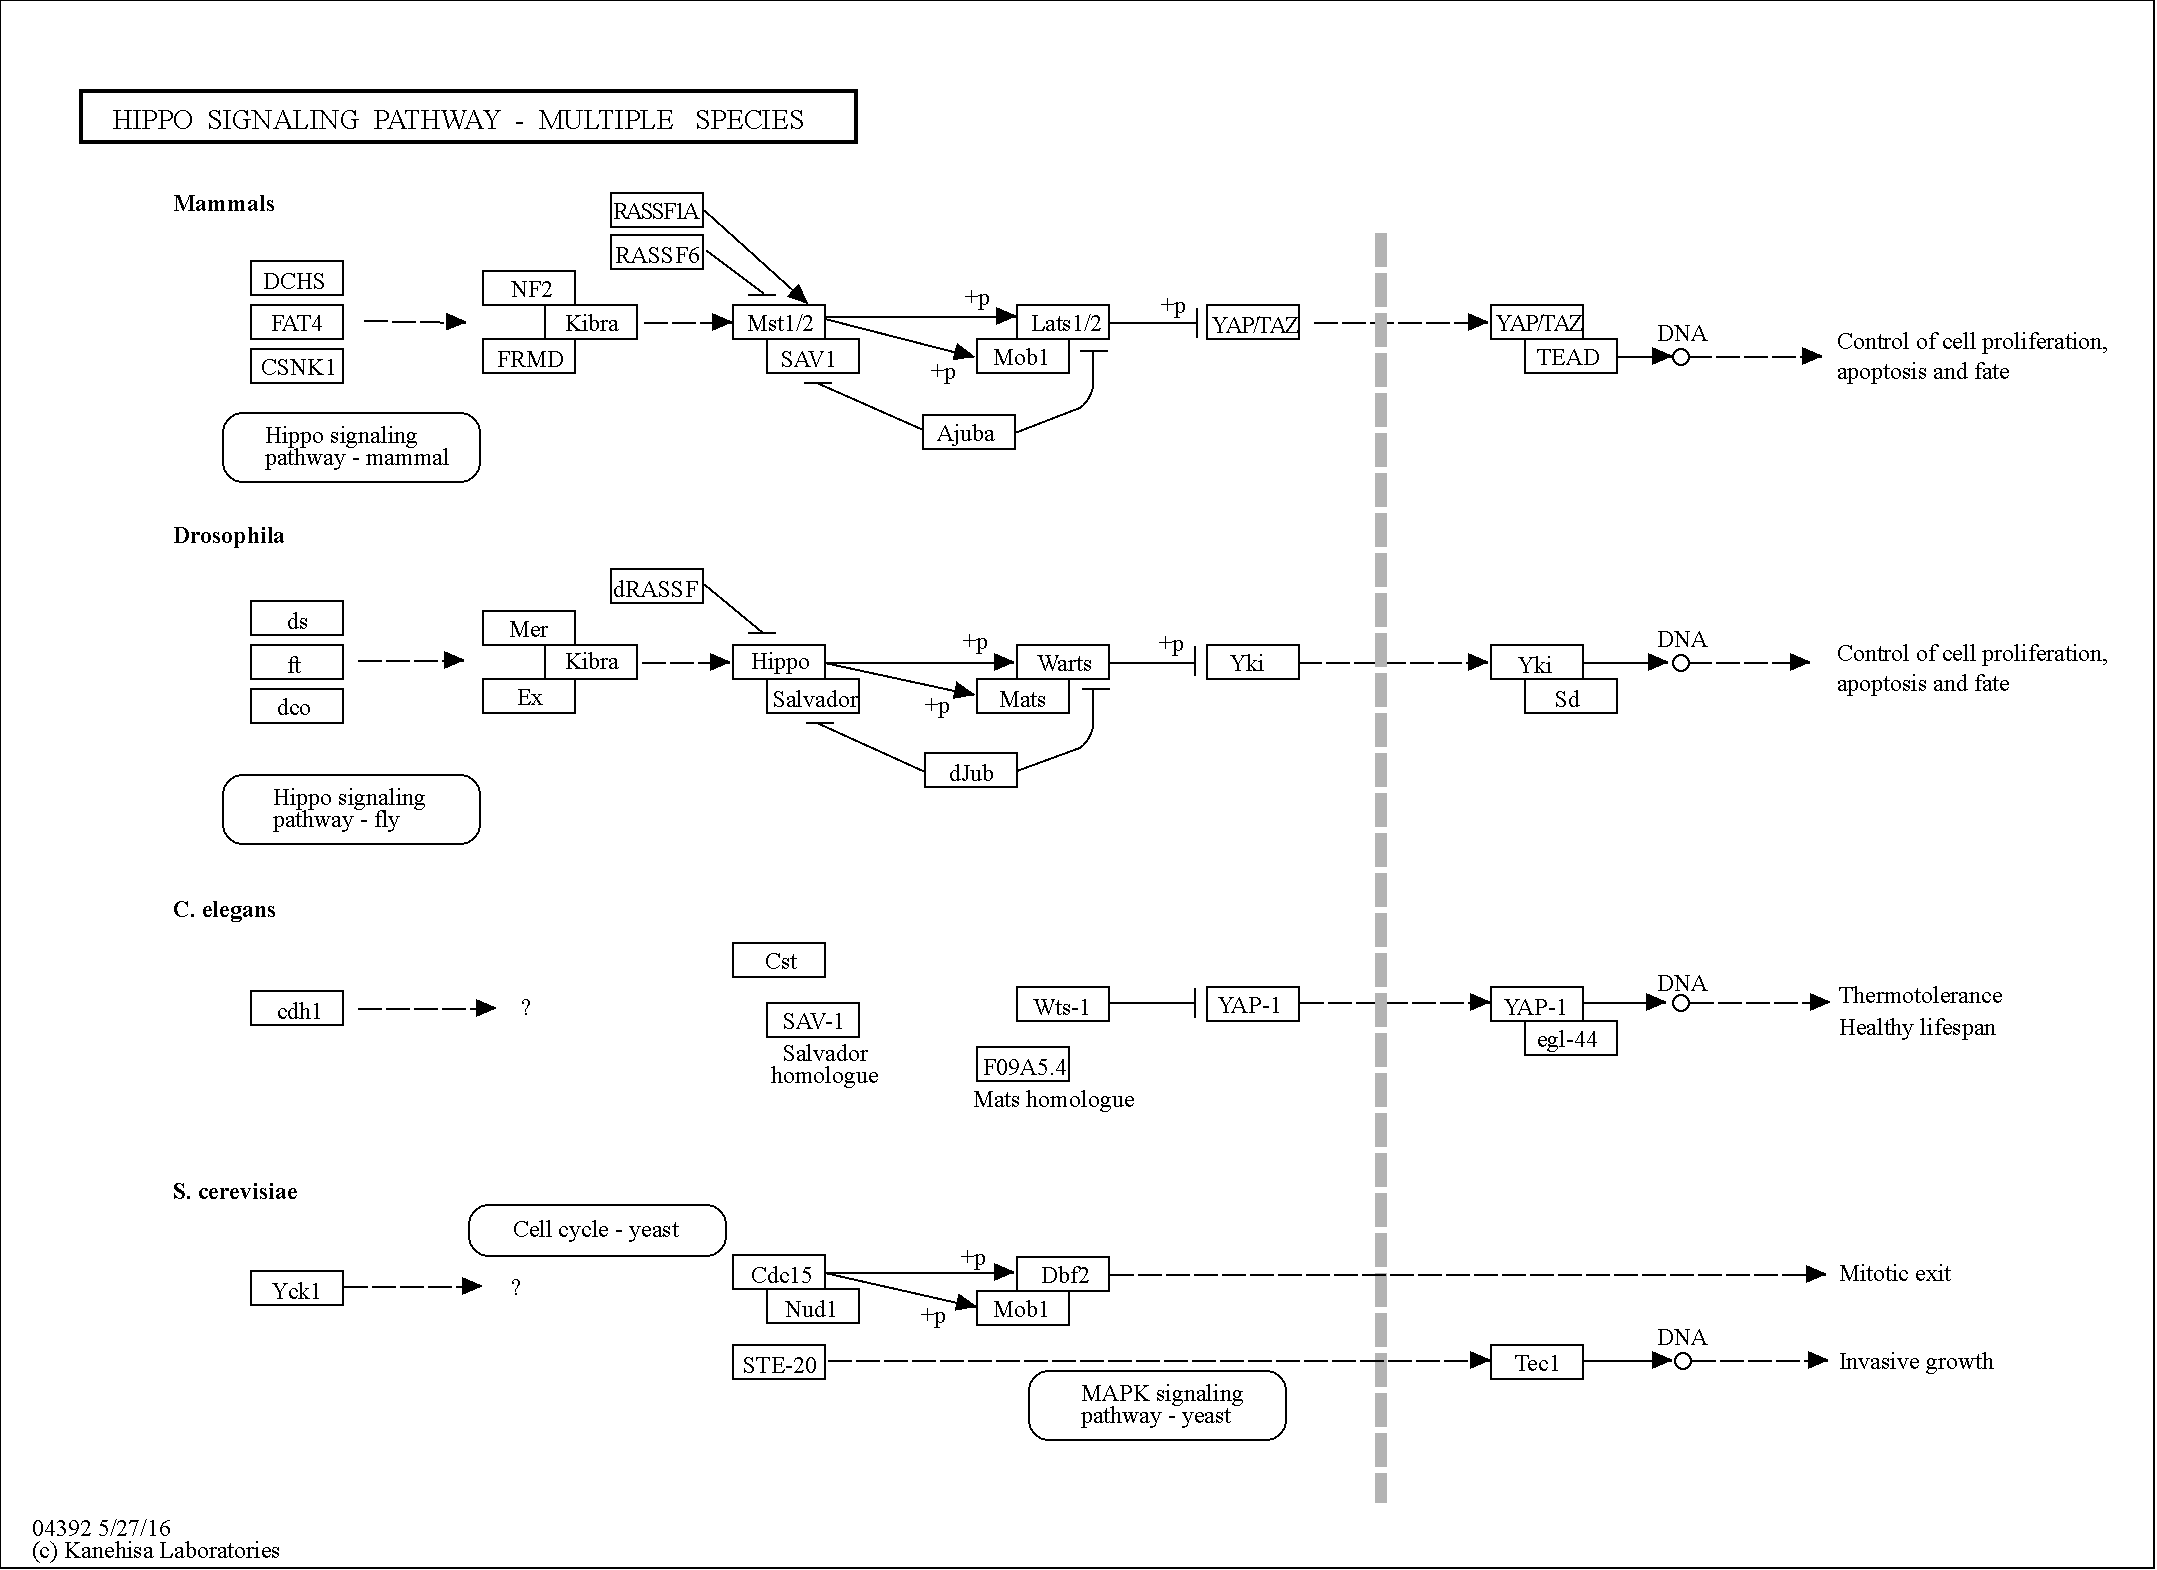 HIPPO SIGNALING PATHWAY - MULTIPLE SPECIES
Mammals
RASSF1A
RASSF6
DCHS
FAT4
CSNK1
NF2
Kibra
FRMD
Mst1/2
SAV1
+p
+p
Lats1/2
Mob1
Ajuba
+p
YAP/TAZ
YAP/TAZ
TEAD
DNA
Control of cell proliferation,
apoptosis and fate
Hippo signaling
pathway - mammal
Drosophila
dRASSF
ds
ft
dco
Mer
Kibra
Ex
Hippo
Salvador
+p
+p
Warts
Mats
dJub
+p
Yki
Yki
Sd
DNA
Control of cell proliferation,
apoptosis and fate
Hippo signaling
pathway - fly
C. elegans
cdh1
?
Cst
SAV-1
Salvador
homologue
Wts-1
F09A5.4
Mats homologue
YAP-1
YAP-1
egl-44
DNA
Thermotolerance
Healthy lifespan
S. cerevisiae
Cell cycle - yeast
Yck1
?
Cdc15
Nud1
+p
+p
Dbf2
Mob1
Mitotic exit
STE-20
Tec1
DNA
Invasive growth
MAPK signaling
pathway - yeast
04392 5/27/16
(c) Kanehisa Laboratories